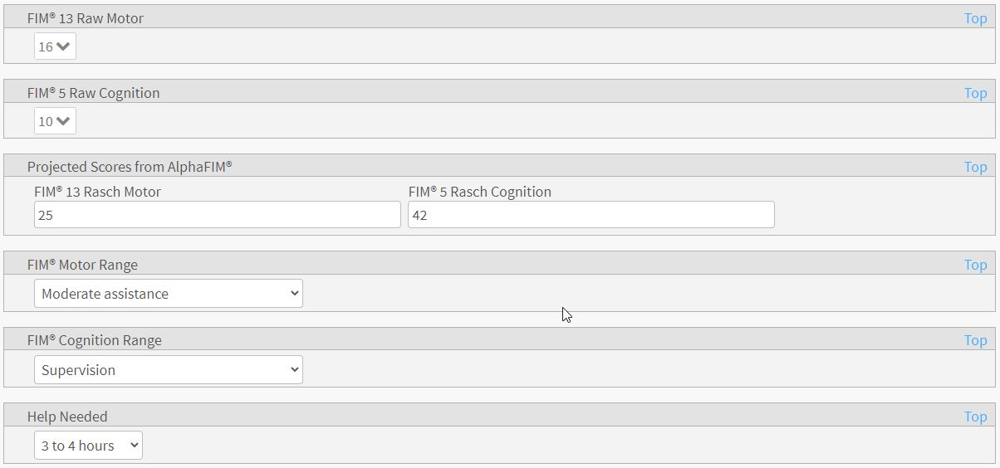 FIM® 13 Raw Motor Top
16
FIM® 5 Raw Cognition Top
10
Projected Scores from AlphaFIM® Top
FIM® 13 Rasch Motor FIM® 5 Rasch Cognition
25 42
FIM® Motor Range Top
Moderate assistance
FIM® Cognition Range Top
Supervision
Help Needed Top
3 to 4 hours